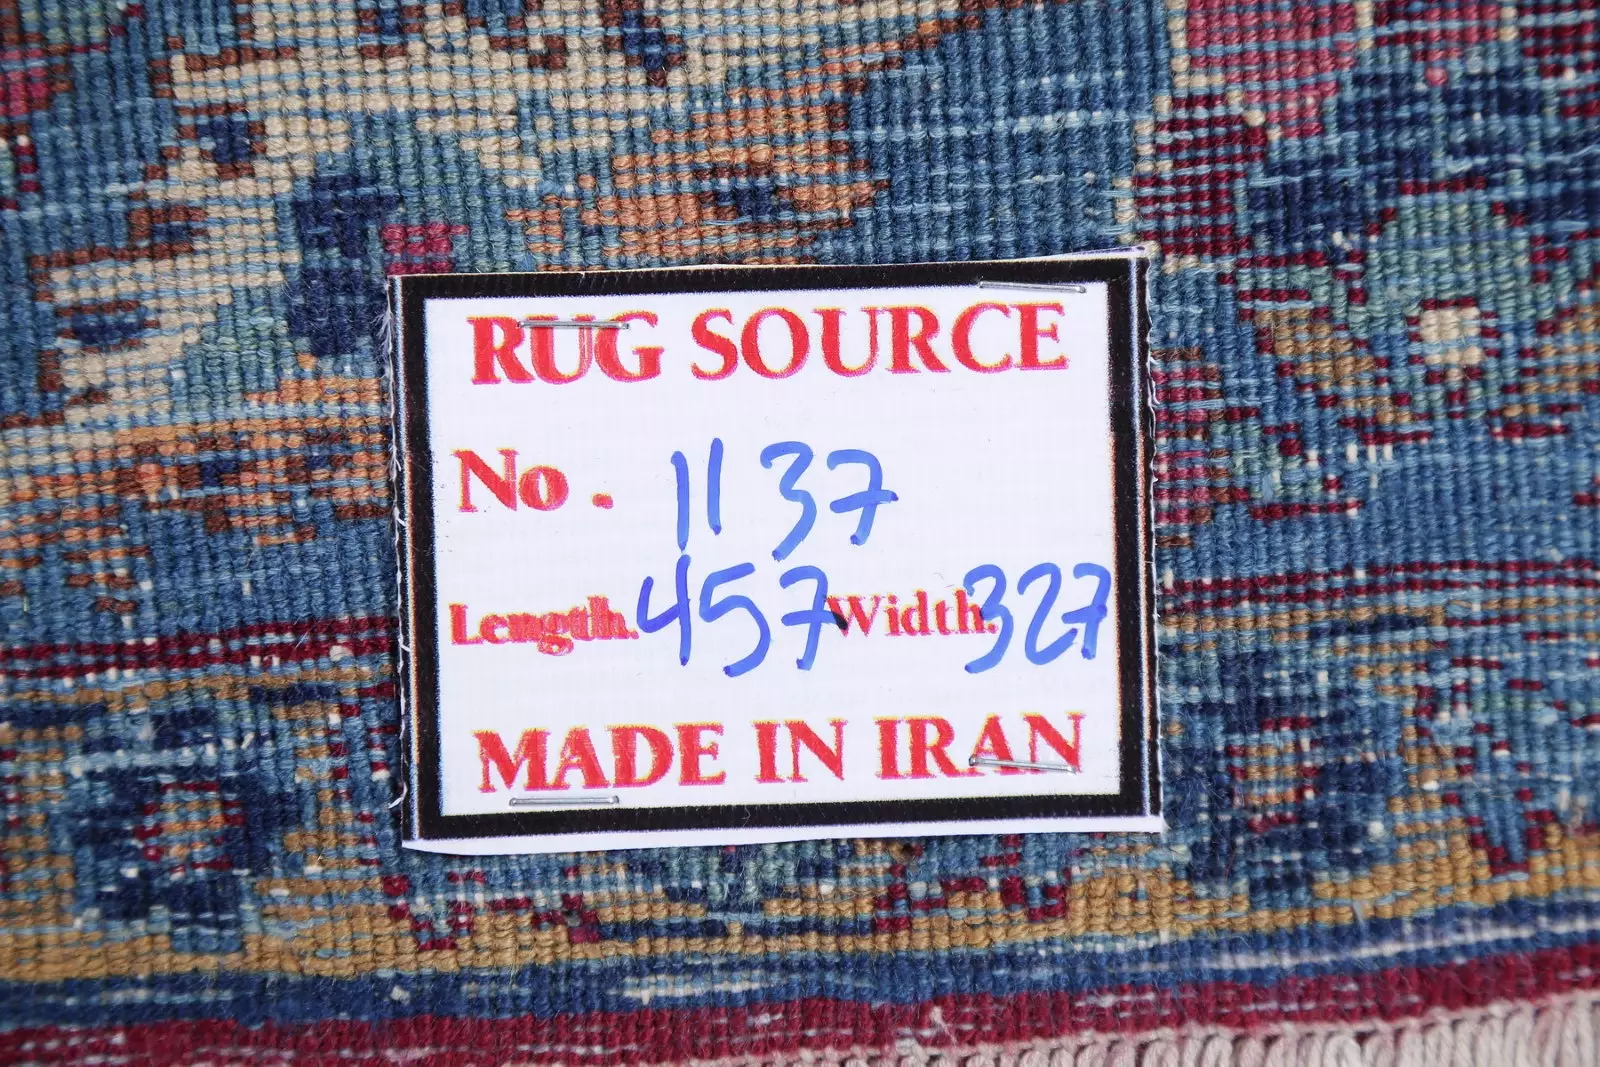 RUG SOURCE
No. 1137
Length. 457 Width. 327
MADE IN IRAN